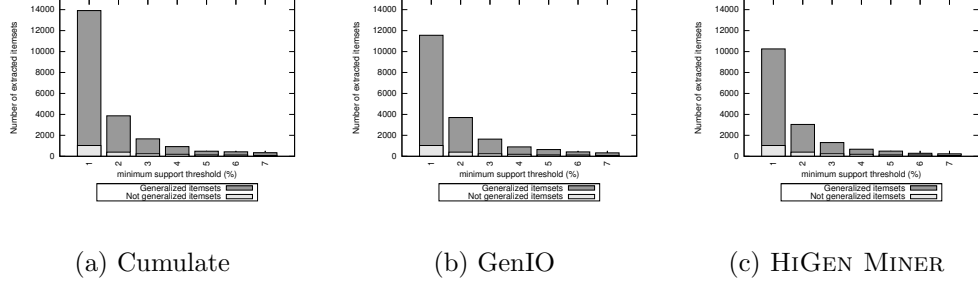 14000
12000
10000
8000
6000
4000
2000
0
Number of extracted itemsets
1 2 3 4 5 6 7
minimum support threshold (%)
Generalized itemsets
Not generalized itemsets
(a) Cumulate
14000
12000
10000
8000
6000
4000
2000
0
Number of extracted itemsets
1 2 3 4 5 6 7
minimum support threshold (%)
Generalized itemsets
Not generalized itemsets
(b) GenIO
14000
12000
10000
8000
6000
4000
2000
0
Number of extracted itemsets
1 2 3 4 5 6 7
minimum support threshold (%)
Generalized itemsets
Not generalized itemsets
(c) HIGEN MINER